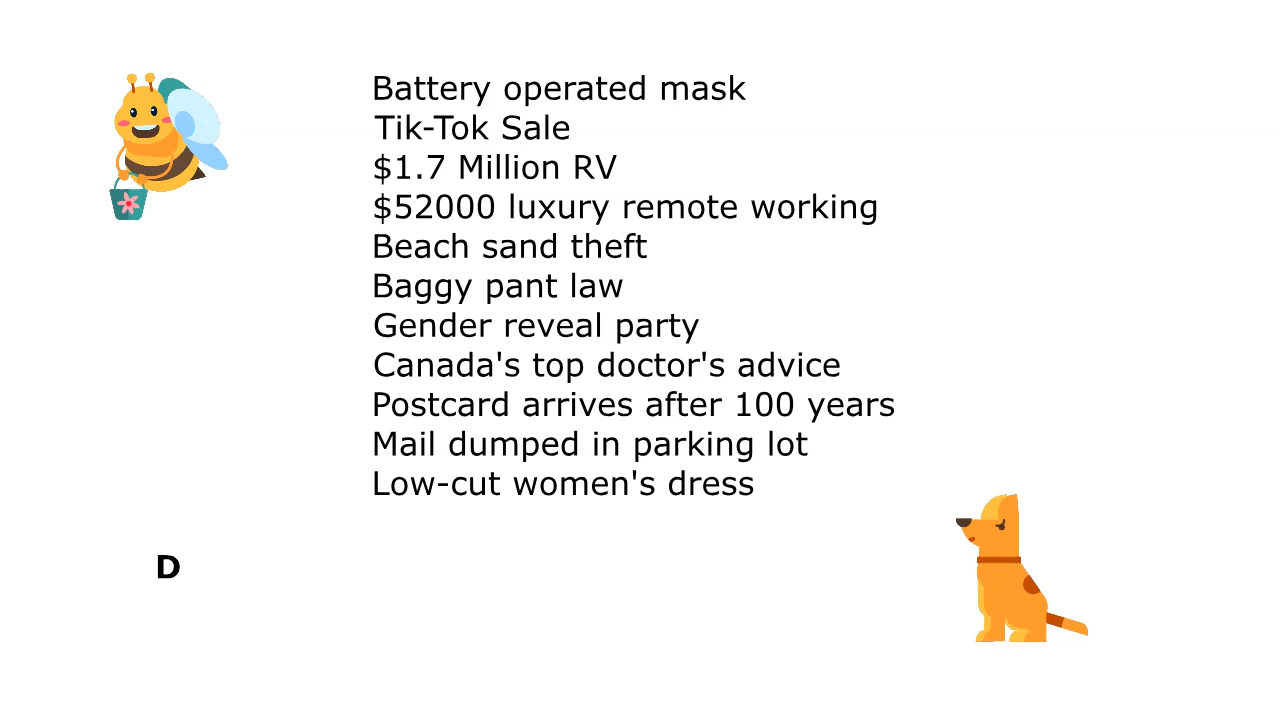 Battery operated mask
Tik-Tok Sale
$1.7 Million RV
$52000 luxury remote working
Beach sand theft
Baggy pant law
Gender reveal party
Canada's top doctor's advice
Postcard arrives after 100 years
Mail dumped in parking lot
Low-cut women's dress
D